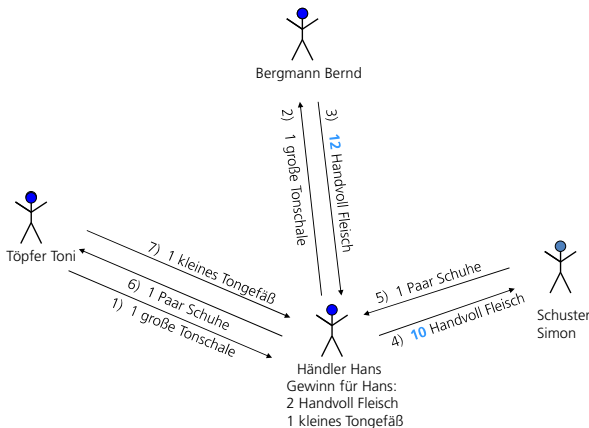 Bergmann Bernd
2) 1 große Tonschale
3) 12 Handvoll Fleisch
Töpfer Toni
7) 1 kleines Tongefäß
6) 1 Paar Schuhe
1) 1 große Tonschale
5) 1 Paar Schuhe
4) 10 Handvoll Fleisch
Schuster
Simon
Händler Hans
Gewinn für Hans:
2 Handvoll Fleisch
1 kleines Tongefäß